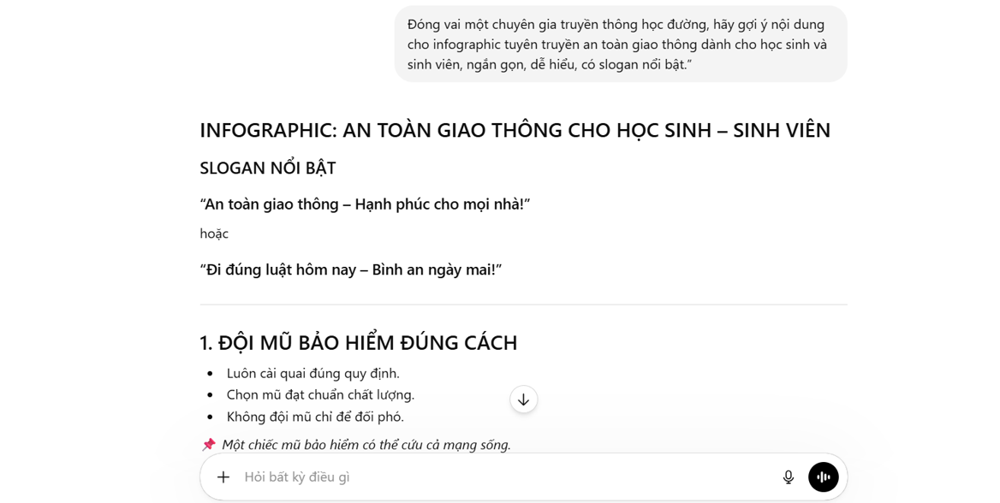 Đóng vai một chuyên gia truyền thông học đường, hãy gợi ý nội dung
cho infographic tuyên truyền an toàn giao thông dành cho học sinh và
sinh viên, ngắn gọn, dễ hiểu, có slogan nổi bật.”
INFOGRAPHIC: AN TOÀN GIAO THÔNG CHO HỌC SINH – SINH VIÊN
SLOGAN NỔI BẬT
“An toàn giao thông – Hạnh phúc cho mọi nhà!”
hoặc
“Đi đúng luật hôm nay – Bình an ngày mai!”
1. ĐỘI MŨ BẢO HIỂM ĐÚNG CÁCH
• Luôn cài quai đúng quy định.
• Chọn mũ đạt chuẩn chất lượng.
• Không đội mũ chỉ để đối phó.
📌 Một chiếc mũ bảo hiểm có thể cứu cả mạng sống.
Hỏi bất kỳ điều gì